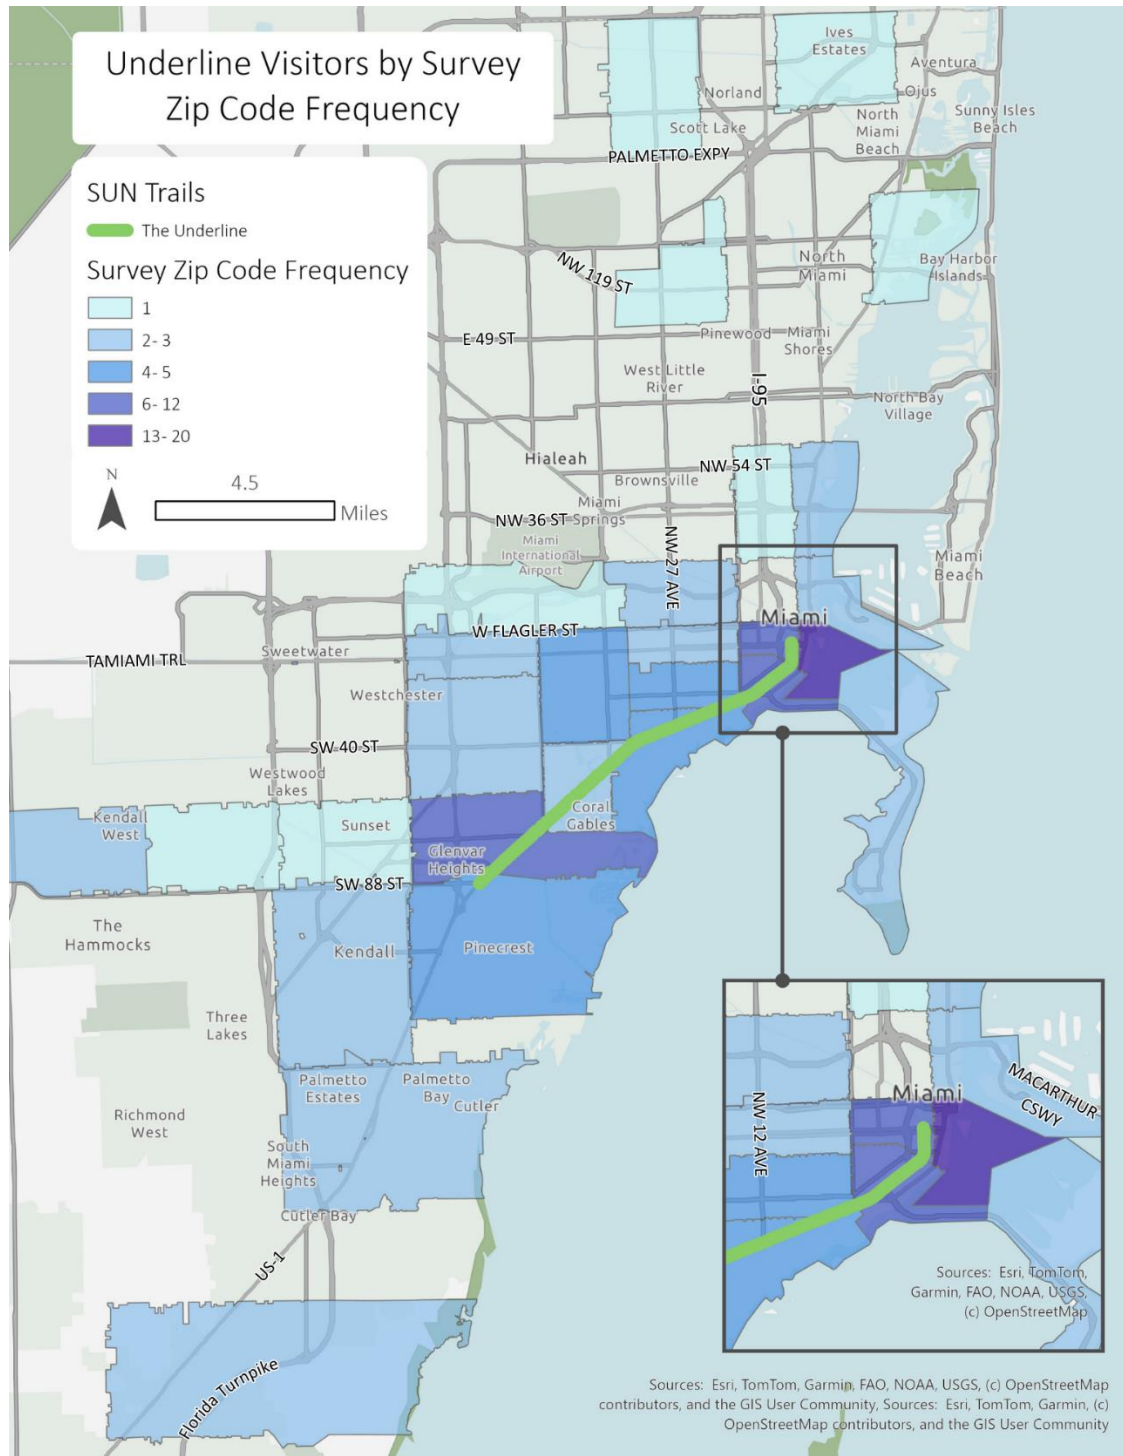 Underline Visitors by Survey
Zip Code Frequency
SUN Trails
The Underline
Survey Zip Code Frequency
1
2- 3
4- 5
6- 12
13- 20
N
4.5
Miles
Ives
Estates
Aventura
Norland
Ojus
Scott Lake
North
Miami
Beach
Sunny Isles
Beach
PALMETTO EXPY
NW 119 ST
North
Miami
Bay Harbor
Islands
E 49 ST
Pinewood
Miami
Shores
West Little
River
I-95
North Bay
Village
Hialeah
NW 54 ST
Brownsville
Miami
Springs
NW 36 ST
Miami
International
Airport
NW 27 AVE
Miami
Beach
Miami
W FLAGLER ST
Sweetwater
TAMIAMI TRL
Westchester
SW 40 ST
Westwood
Lakes
Kendall
West
Sunset
Coral
Gables
Glenvar
Heights
SW 88 ST
The
Hammocks
Kendall
Pinecrest
Three
Lakes
Palmetto
Estates
Palmetto
Bay
Cutler
Richmond
West
South
Miami
Heights
Cutler Bay
US-1
Florida Turnpike
Miami
MACARTHUR
CSWY
NW 12 AVE
Sources: Esri, TomTom,
Garmin, FAO, NOAA, USGS,
(c) OpenStreetMap
Sources: Esri, TomTom, Garmin, FAO, NOAA, USGS, (c) OpenStreetMap
contributors, and the GIS User Community, Sources: Esri, TomTom, Garmin, (c)
OpenStreetMap contributors, and the GIS User Community